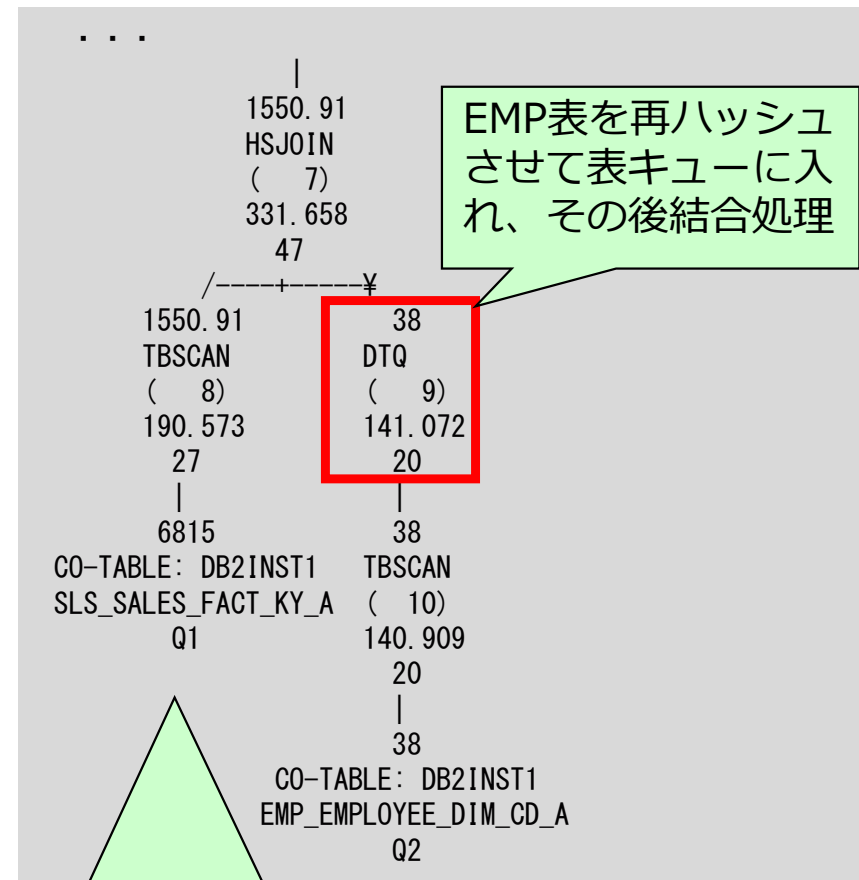 ...
|
1550.91
HSJOIN
(   7)
331.658
47
/----+-----¥
1550.91   38
TBSCAN   DTQ
(   8)   (   9)
190.573   141.072
27   20
|   |
6815   38
CO-TABLE: DB2INST1   TBSCAN
SLS_SALES_FACT_KY_A   (  10)
Q1   140.909
20
|
38
CO-TABLE: DB2INST1
EMP_EMPLOYEE_DIM_CD_A
Q2
EMP表を再ハッシュ
させて表キューに入
れ、その後結合処理